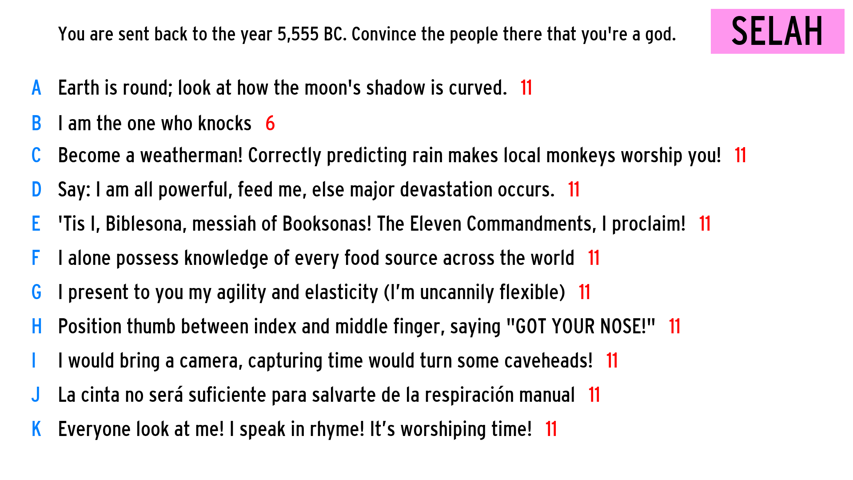 You are sent back to the year 5,555 BC. Convince the people there that you're a god.
SELAH
A Earth is round; look at how the moon's shadow is curved. 11
B I am the one who knocks 6
C Become a weatherman! Correctly predicting rain makes local monkeys worship you! 11
D Say: I am all powerful, feed me, else major devastation occurs. 11
E 'Tis I, Biblesona, messiah of Booksonas! The Eleven Commandments, I proclaim! 11
F I alone possess knowledge of every food source across the world 11
G I present to you my agility and elasticity (I’m uncannily flexible) 11
H Position thumb between index and middle finger, saying "GOT YOUR NOSE!" 11
I I would bring a camera, capturing time would turn some caveheads! 11
J La cinta no será suficiente para salvarte de la respiración manual 11
K Everyone look at me! I speak in rhyme! It’s worshiping time! 11